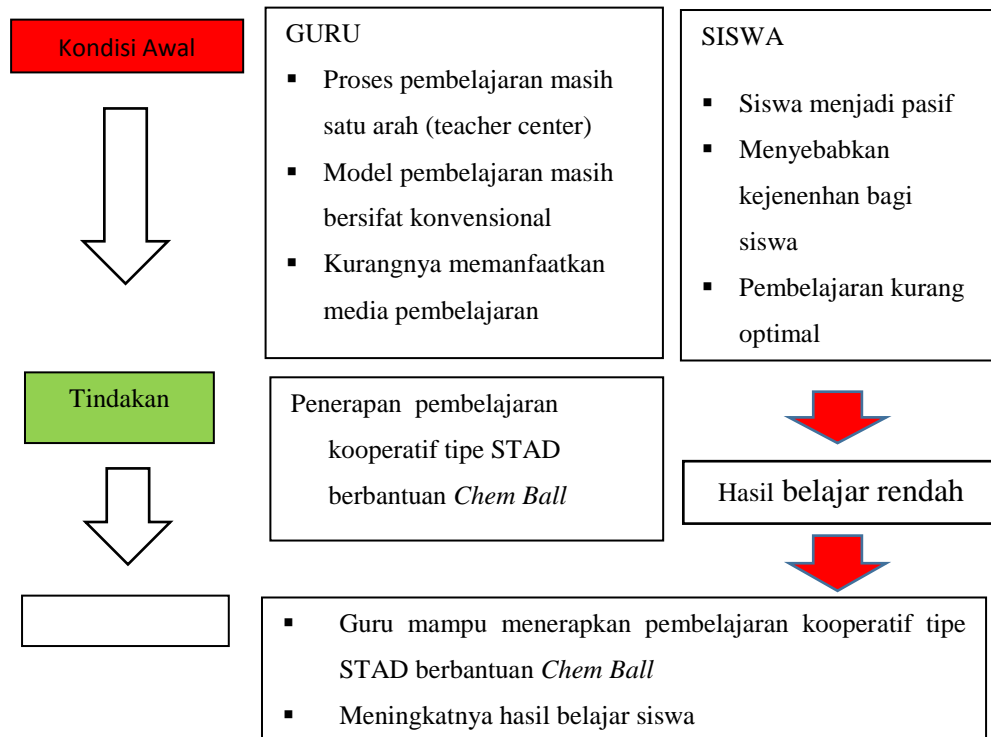 Kondisi Awal
GURU
▪ Proses pembelajaran masih
satu arah (teacher center)
▪ Model pembelajaran masih
bersifat konvensional
▪ Kurangnya memanfaatkan
media pembelajaran
SISWA
▪ Siswa menjadi pasif
▪ Menyebabkan
kejenenhan bagi
siswa
▪ Pembelajaran kurang
optimal
Tindakan
Penerapan pembelajaran
kooperatif tipe STAD
berbantuan Chem Ball
Hasil belajar rendah
▪ Guru mampu menerapkan pembelajaran kooperatif tipe
STAD berbantuan Chem Ball
▪ Meningkatnya hasil belajar siswa